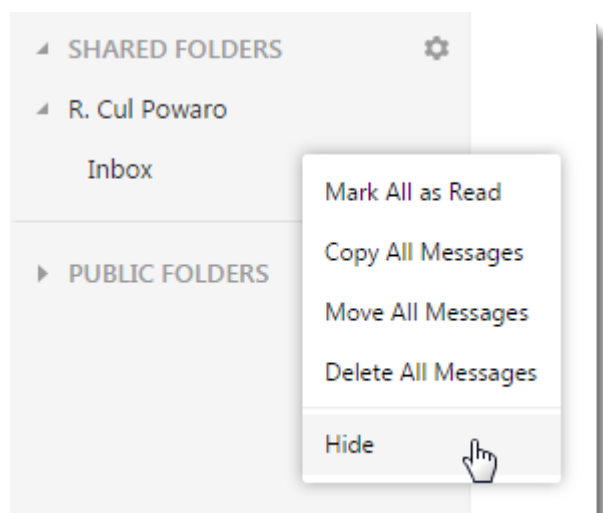 SHARED FOLDERS
R. Cul Powaro
Inbox
PUBLIC FOLDERS
Mark All as Read
Copy All Messages
Move All Messages
Delete All Messages
Hide